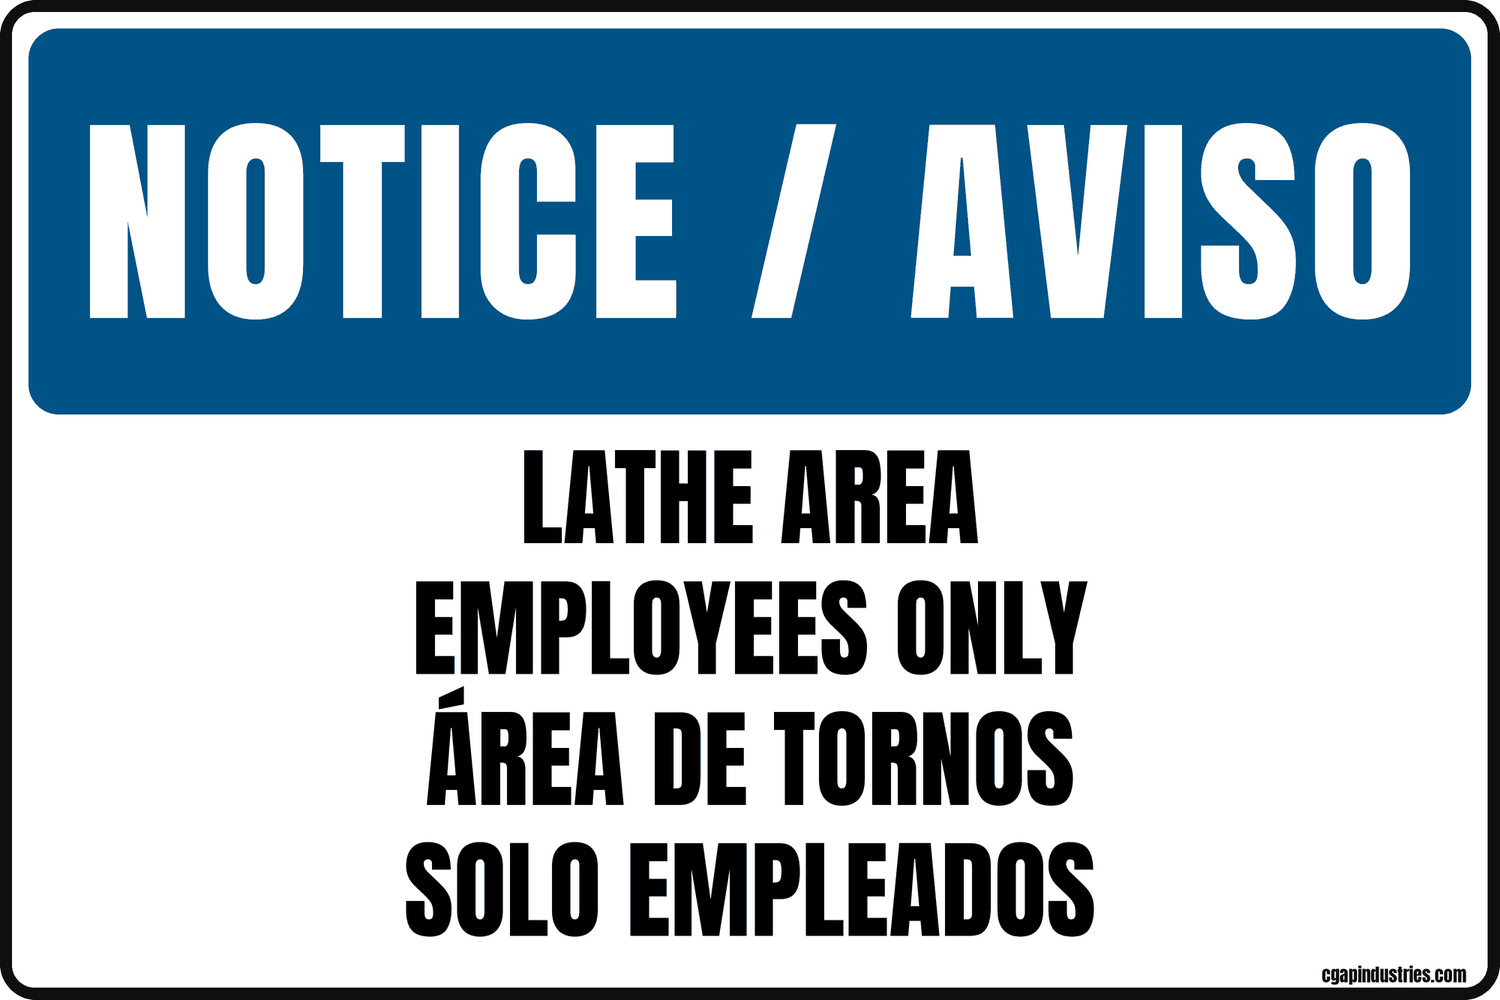 NOTICE / AVISO
LATHE AREA
EMPLOYEES ONLY
ÁREA DE TORNOS
SOLO EMPLEADOS
cgapindustries.com